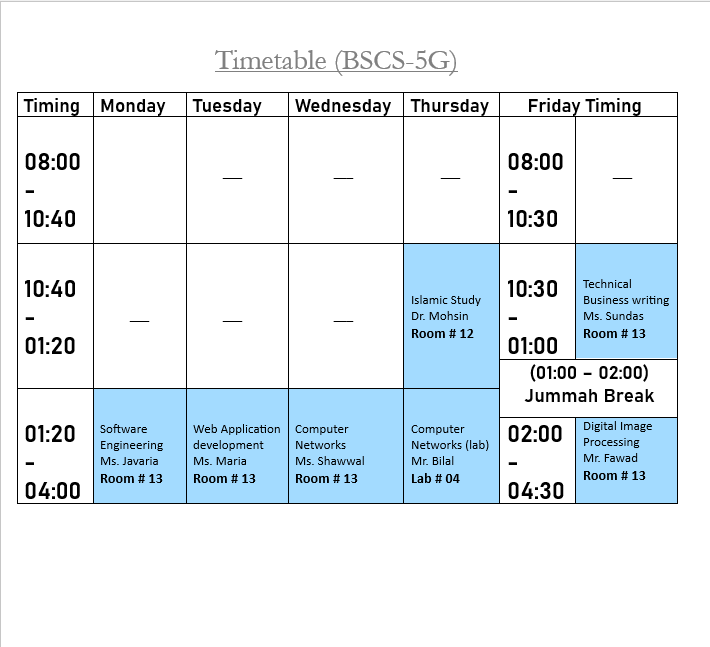 Timetable (BSCS-5G)
Timing Monday Tuesday Wednesday Thursday Friday Timing
08:00
–
10:40
—
—
—
08:00
–
10:30
—
10:40
–
01:20
—
—
—
Islamic Study
Dr. Mohsin
Room # 12
10:30
–
01:00
Technical
Business writing
Ms. Sundas
Room # 13
(01:00 – 02:00)
Jummah Break
01:20
–
04:00
Software
Engineering
Ms. Javaria
Room # 13
Web Application
development
Ms. Maria
Room # 13
Computer
Networks
Ms. Shawwal
Room # 13
Computer
Networks (lab)
Mr. Bilal
Lab # 04
02:00
–
04:30
Digital Image
Processing
Mr. Fawad
Room # 13